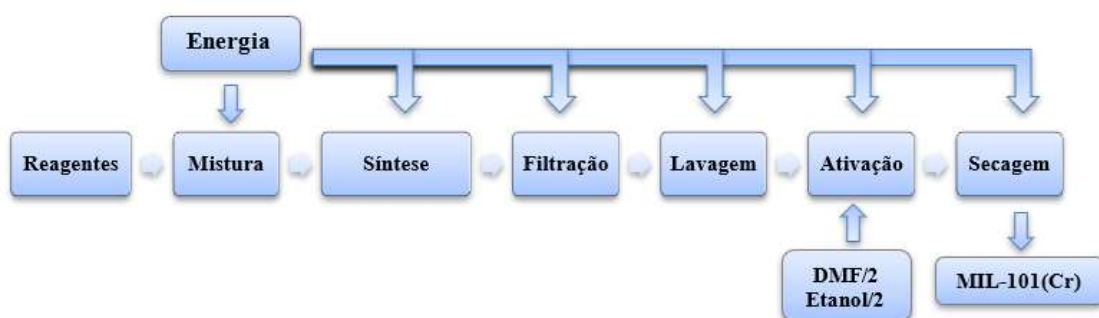 Energia
Reagentes
Mistura
Síntese
Filtração
Lavagem
Ativação
Secagem
DMF/2
Etanol/2
MIL-101(Cr)